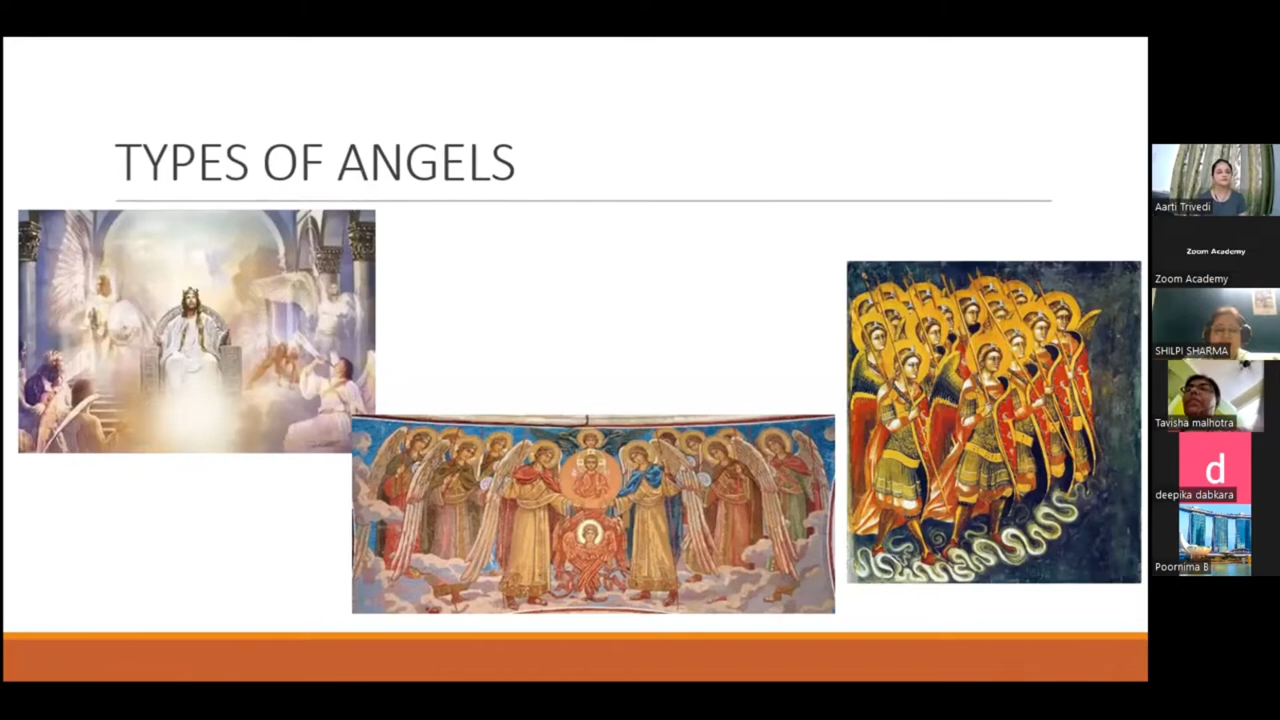 TYPES OF ANGELS
Aarti Trivedi
Zoom Academy
Zoom Academy
SHILPI SHARMA
Tavisha malhotra
d
deepika dabkara
Poornima B